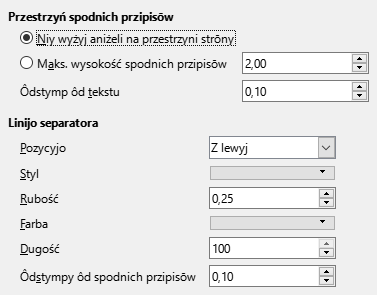 Przestrzyń spodnich przipisōw
Niy wyżyj aniżeli na przestrzyni strōny
Maks. wysokość spodnich przipisōw 2,00
Ôdstymp ôd tekstu 0,10
Linijo separatora
Pozycyjo Z lewyj
Styl
Rubość 0,25
Farba
Dugość 100
Ôdstympy ôd spodnich przipisōw 0,10